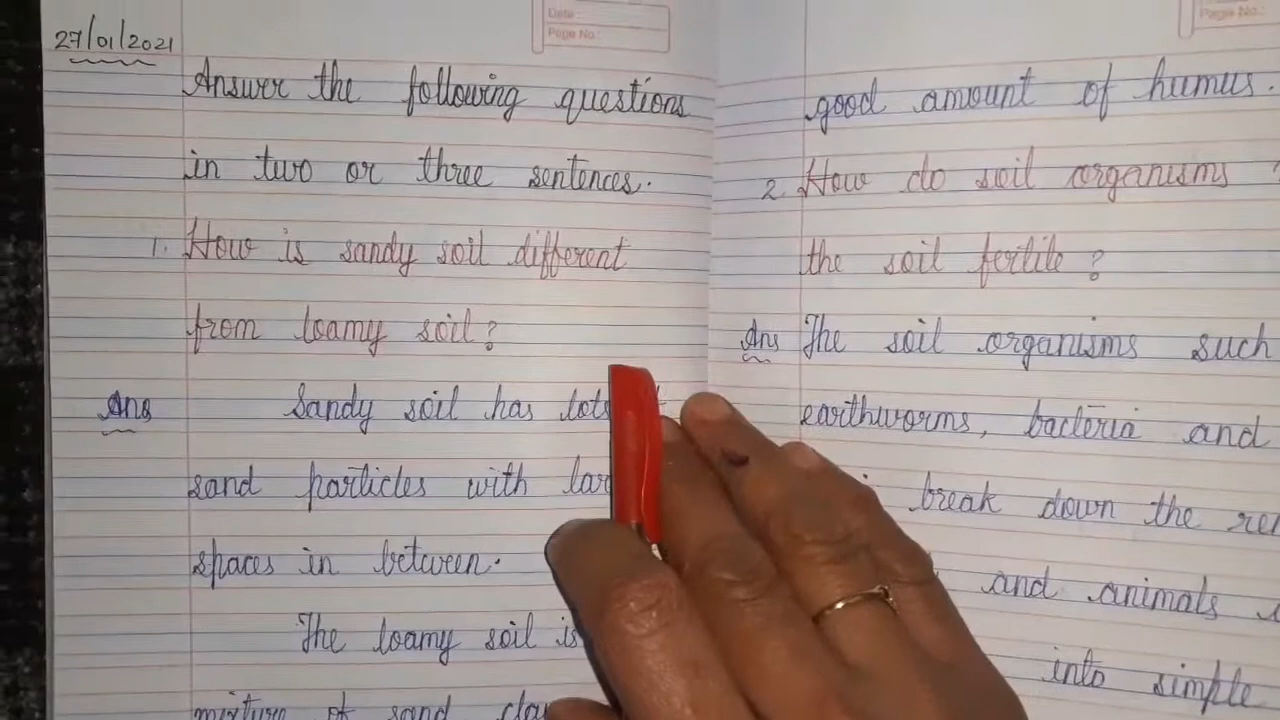 27/01/2021
Date:
Page No.:
Answer the following questions
in two or three sentences.
1. How is sandy soil different
from loamy soil?
Ans Sandy soil has lots
sand particles with
spaces in between.
The loamy soil is
mixture of sand
Page No.:
good amount of humus.
2 How do soil organisms
the soil fertile?
Ans The soil organisms such
earthworms, bacteria and
break down the
and animals
into simple